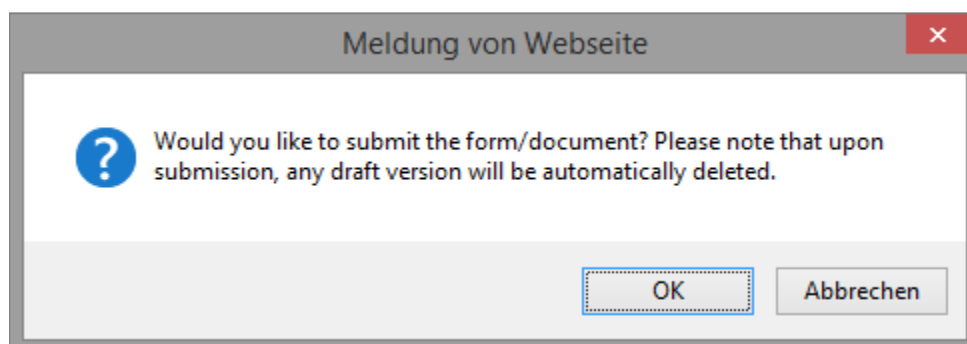 Meldung von Webseite
Would you like to submit the form/document? Please note that upon
submission, any draft version will be automatically deleted.
OK
Abbrechen